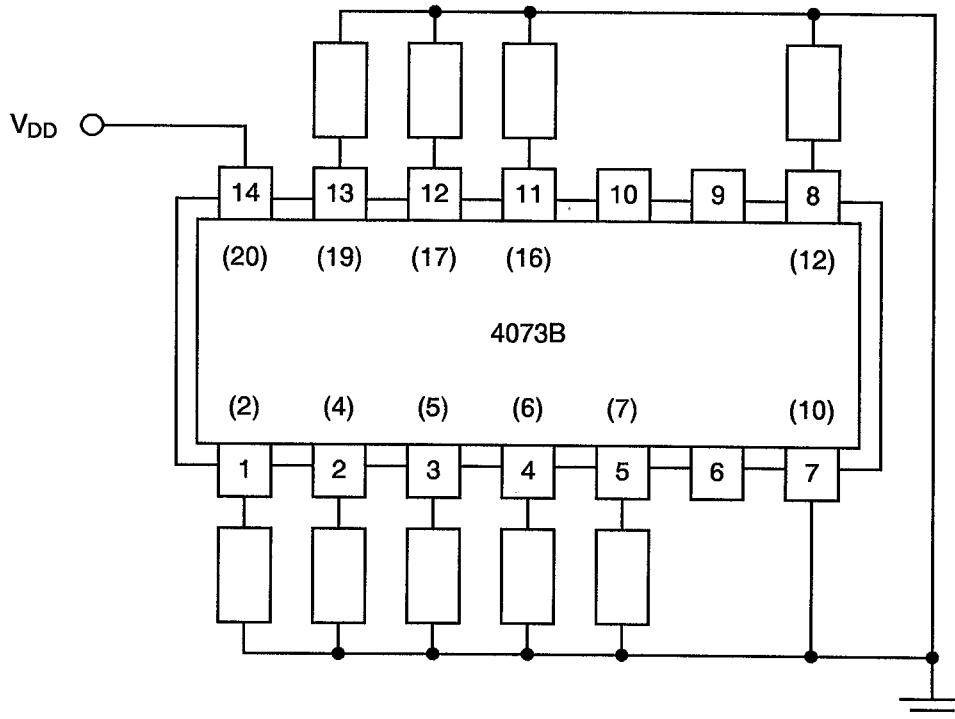 V_DD
14 13 12 11 10 9 8
(20) (19) (17) (16) (12)
4073B
(2) (4) (5) (6) (7) (10)
1 2 3 4 5 6 7